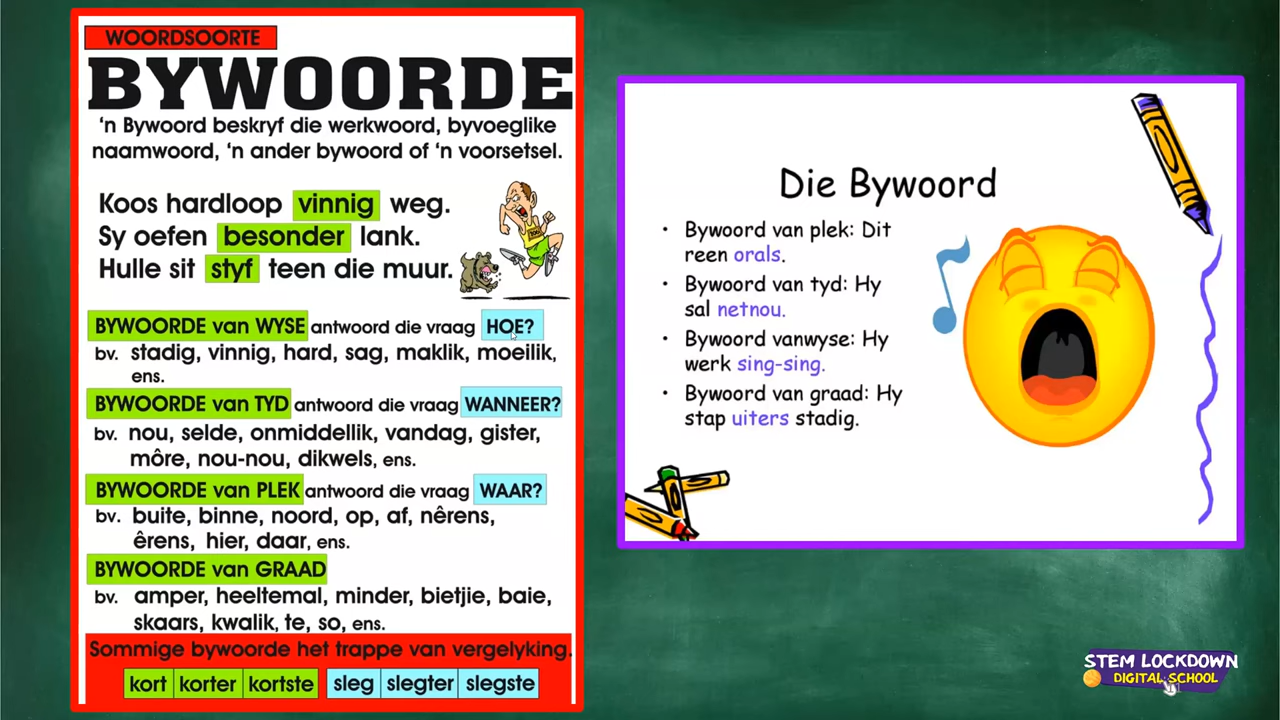 WOORDSOORTE
BYWOORDE
‘n Bywoord beskryf die werkwoord, byvoeglike
naamwoord, ‘n ander bywoord of ‘n voorsetsel.
Koos hardloop vinnig weg.
Sy oefen besonder lank.
Hulle sit styf teen die muur.
BYWOORDE van WYSE antwoord die vraag HOE?
bv. stadig, vinnig, hard, sag, maklik, moeilik,
ens.
BYWOORDE van TYD antwoord die vraag WANNEER?
bv. nou, selde, onmiddellik, vandag, gister,
môre, nou-nou, dikwels, ens.
BYWOORDE van PLEK antwoord die vraag WAAR?
bv. buite, binne, noord, op, af, nêrens,
êrens, hier, daar, ens.
BYWOORDE van GRAAD
bv. amper, heeltemal, minder, bietjie, baie,
skaars, kwalik, te, so, ens.
Sommige bywoorde het trappe van vergelyking.
kort korter kortste sleg slegter slegste
Die Bywoord
• Bywoord van plek: Dit
reen orals.
• Bywoord van tyd: Hy
sal netnou.
• Bywoord vanwyse: Hy
werk sing-sing.
• Bywoord van graad: Hy
stap uiters stadig.
STEM LOCKDOWN
DIGITAL SCHOOL